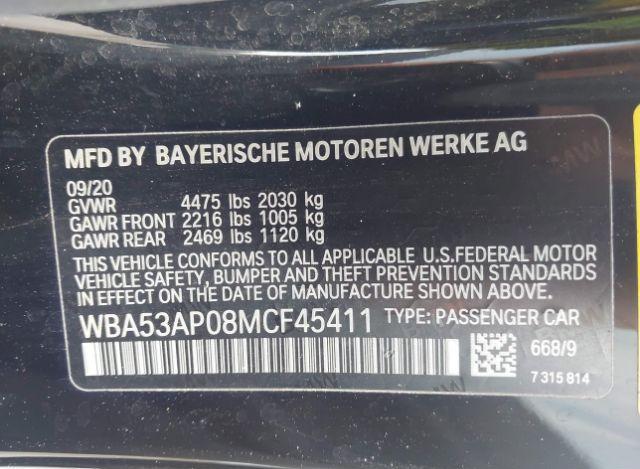 MFD BY BAYERISCHE MOTOREN WERKE AG
09/20
GVWR 4475 lbs 2030 kg
GAWR FRONT 2216 lbs 1005 kg
GAWR REAR 2469 lbs 1120 kg
THIS VEHICLE CONFORMS TO ALL APPLICABLE U.S.FEDERAL MOTOR
VEHICLE SAFETY, BUMPER AND THEFT PREVENTION STANDARDS
IN EFFECT ON THE DATE OF MANUFACTURE SHOWN ABOVE.
WBA53AP08MCF45411 TYPE: PASSENGER CAR
668/9
7 315 814